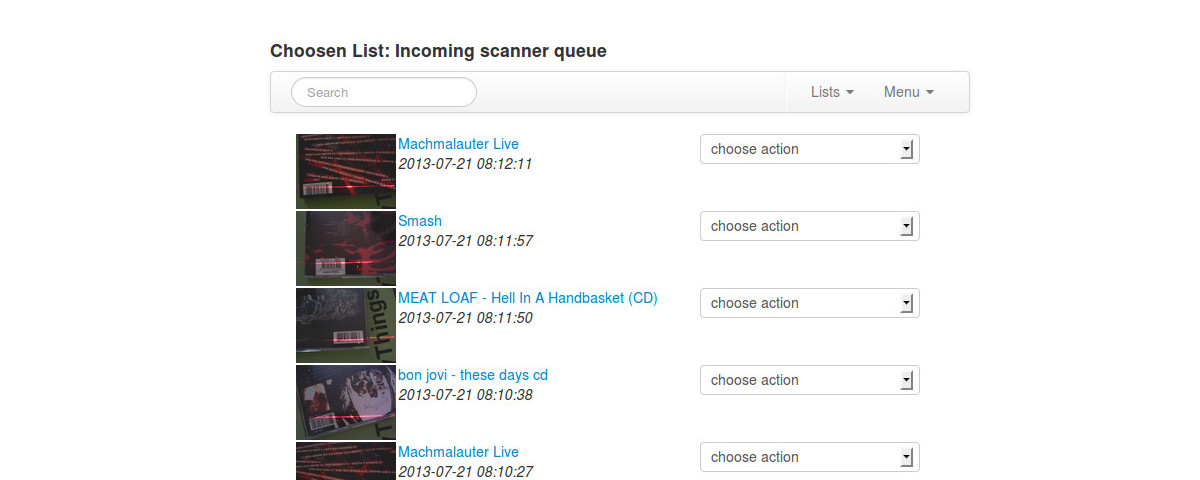 Choosen List: Incoming scanner queue
Search
Lists
Menu
Machmalauter Live
choose action
2013-07-21 08:12:11
Smash
choose action
2013-07-21 08:11:57
MEAT LOAF - Hell In A Handbasket (CD)
choose action
2013-07-21 08:11:50
Things
bon jovi - these days cd
choose action
2013-07-21 08:10:38
Machmalauter Live
choose action
2013-07-21 08:10:27